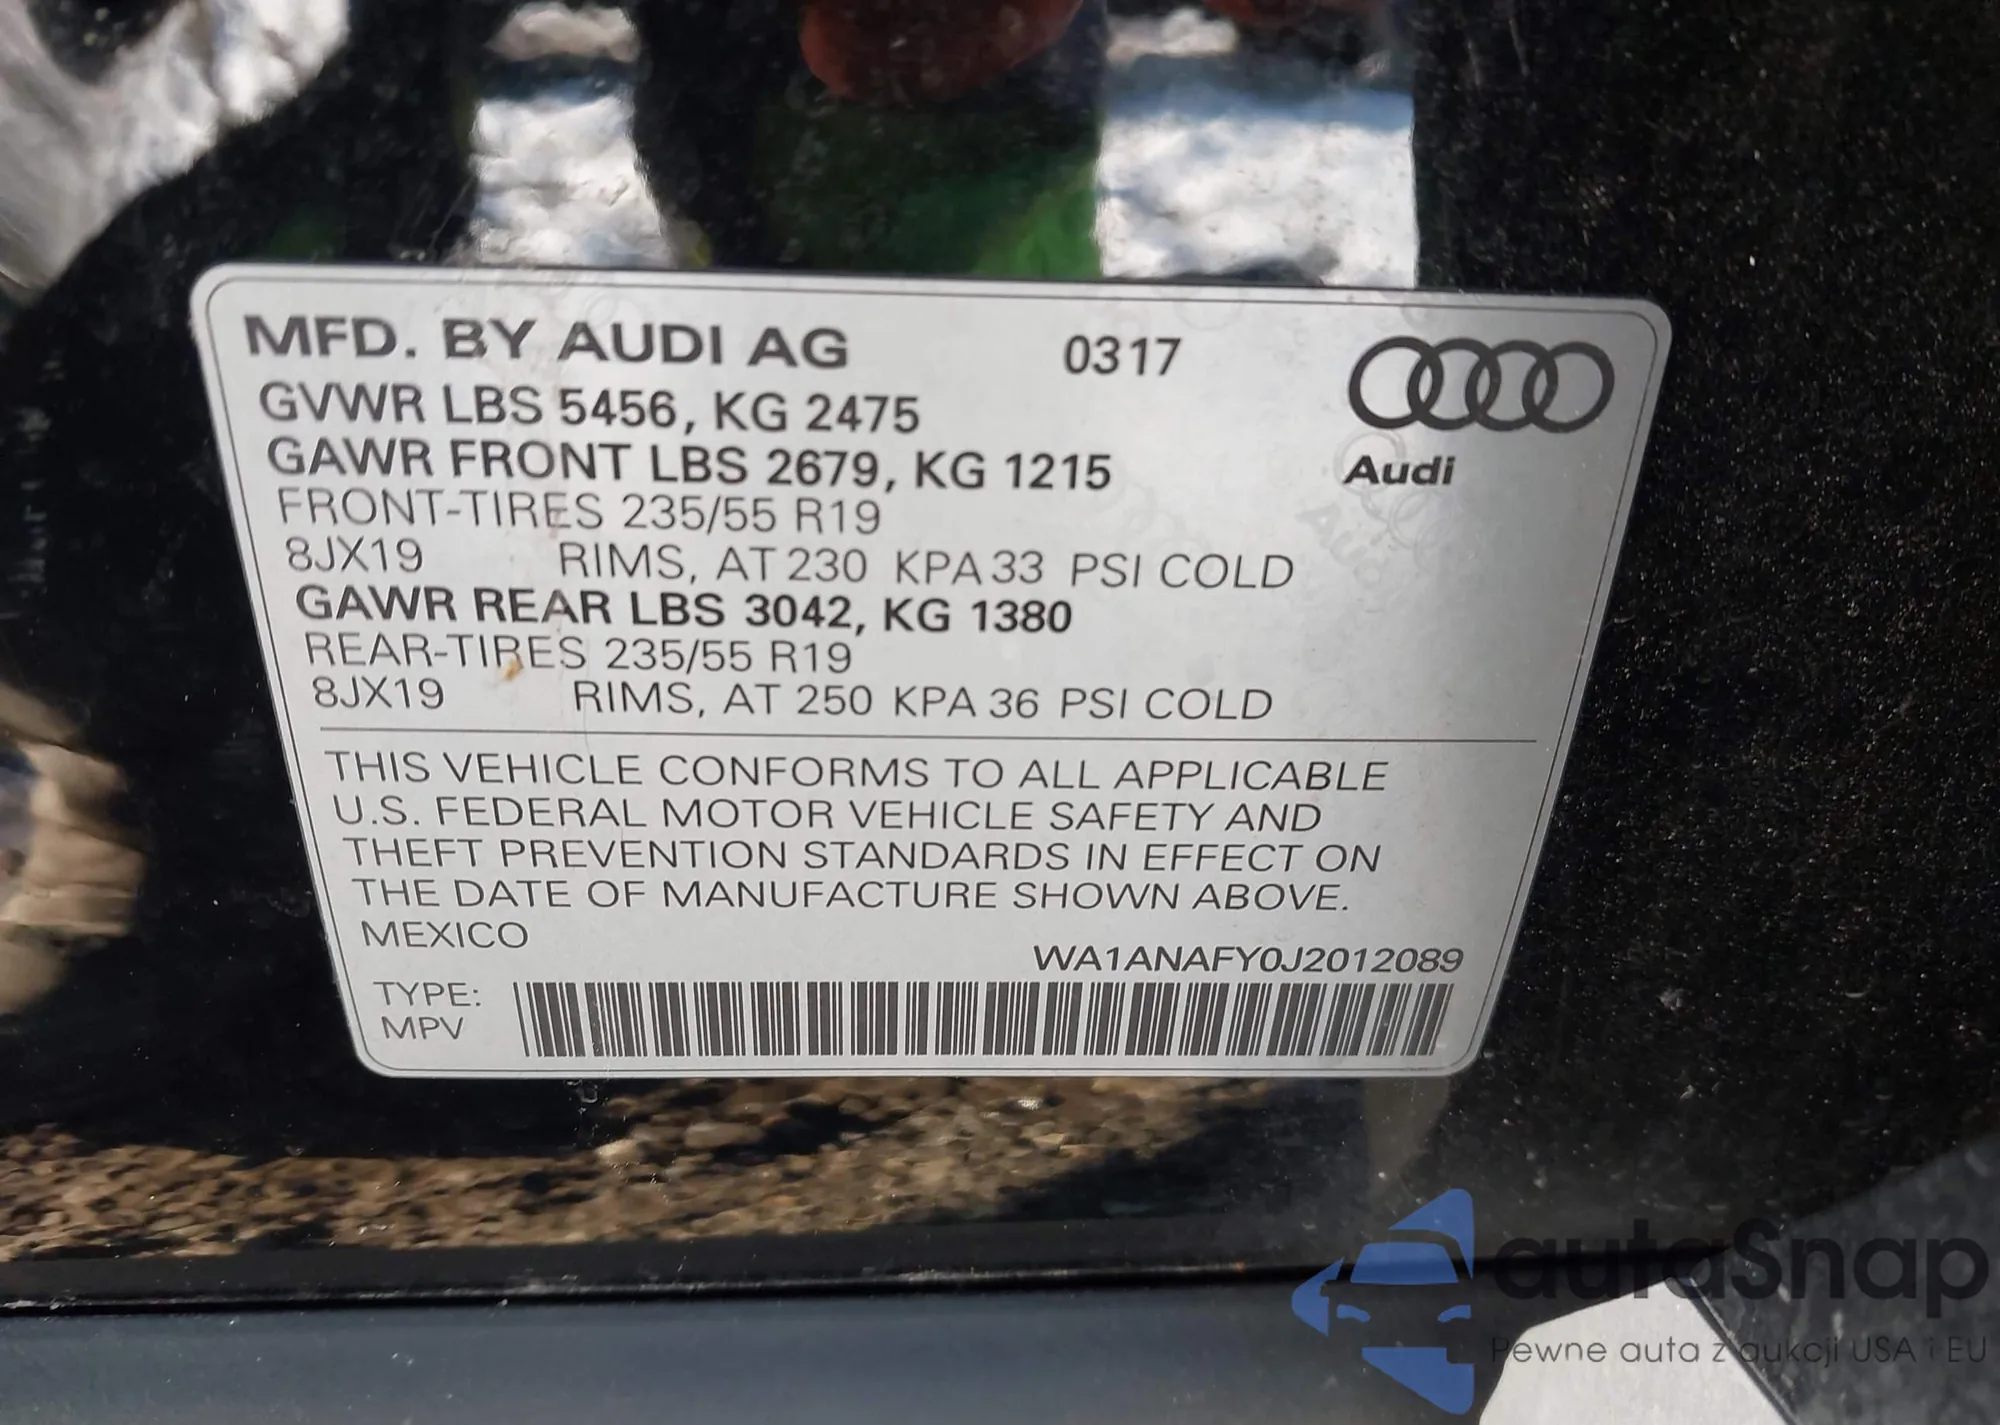 MFD. BY AUDI AG 0317
GVWR LBS 5456, KG 2475
GAWR FRONT LBS 2679, KG 1215
Audi
FRONT-TIRES 235/55 R19
8JX19 RIMS, AT 230 KPA 33 PSI COLD
GAWR REAR LBS 3042, KG 1380
REAR-TIRES 235/55 R19
8JX19 RIMS, AT 250 KPA 36 PSI COLD
THIS VEHICLE CONFORMS TO ALL APPLICABLE
U.S. FEDERAL MOTOR VEHICLE SAFETY AND
THEFT PREVENTION STANDARDS IN EFFECT ON
THE DATE OF MANUFACTURE SHOWN ABOVE.
MEXICO
WA1ANAFY0J2012089
TYPE:
MPV
autaSnap
Pewne auta z aukcji USA i EU